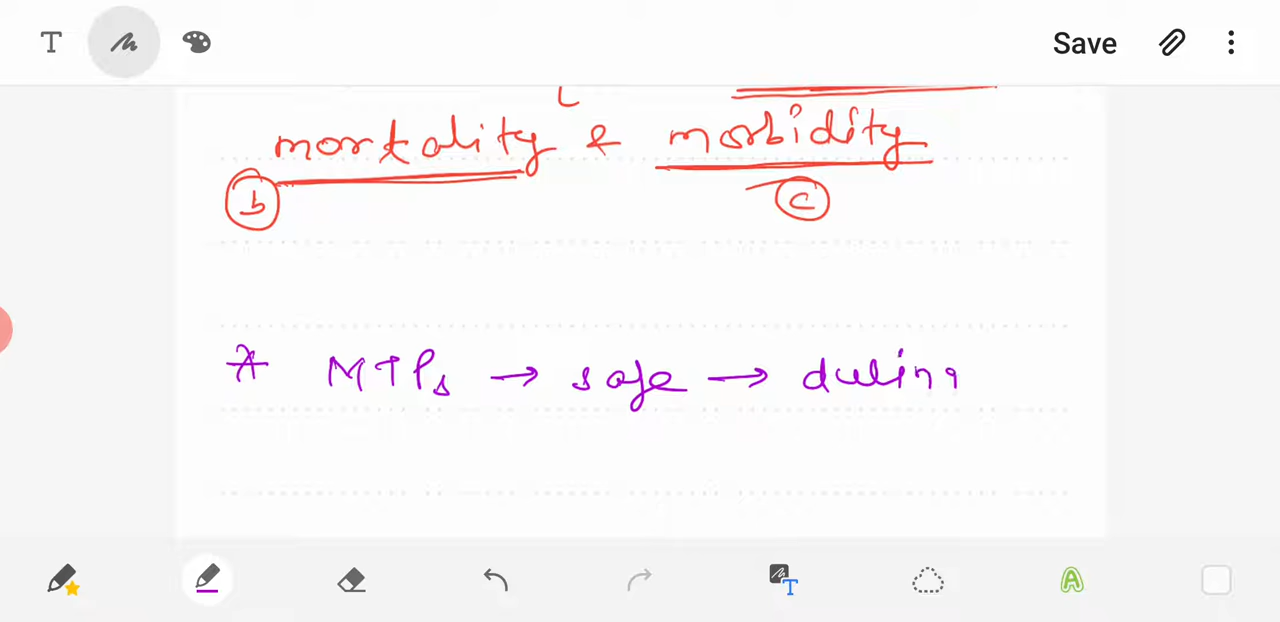 T Save
mortality & morbidity
b c
* MTPs → safe → during
T
A